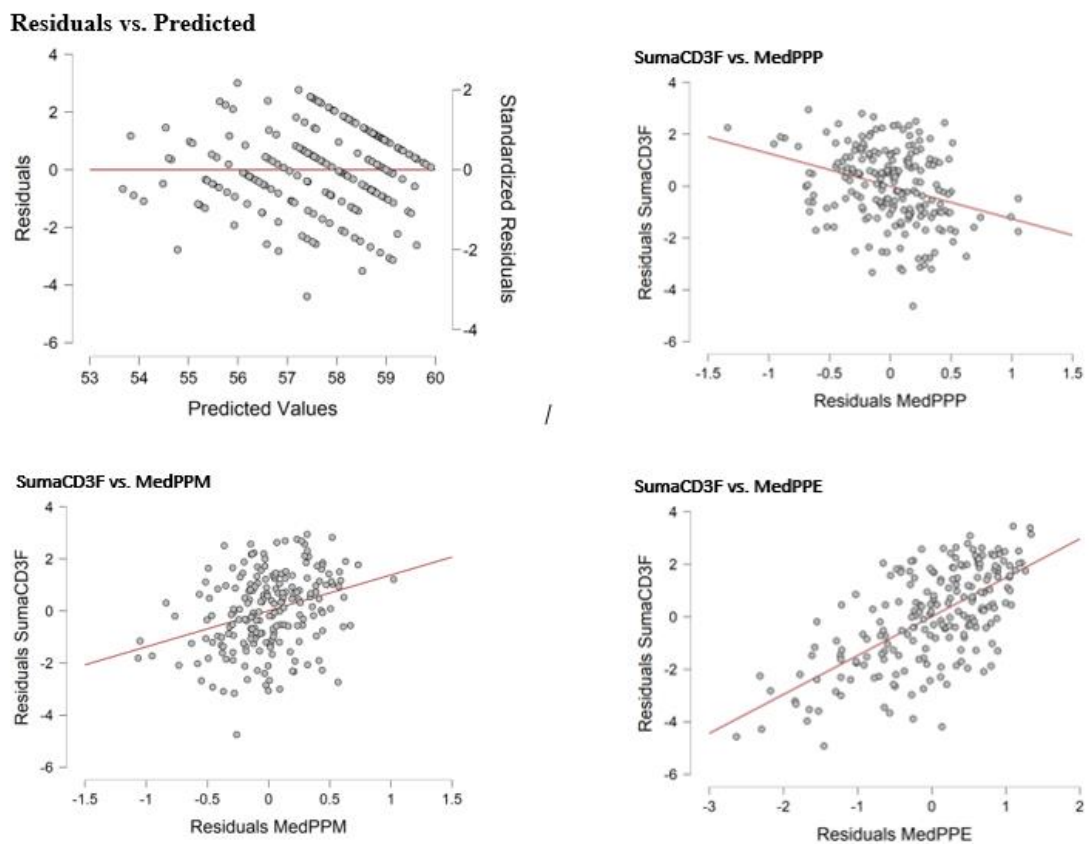 Residuals vs. Predicted
4
2
0
-2
-4
-6
Residuals
2
0
-2
-4
Standardized Residuals
53 54 55 56 57 58 59 60
Predicted Values
SumaCD3F vs. MedPPP
4
2
0
-2
-4
-6
Residuals SumaCD3F
-1.5 -1 -0.5 0 0.5 1 1.5
Residuals MedPPP
/
SumaCD3F vs. MedPPM
4
2
0
-2
-4
-6
Residuals SumaCD3F
-1.5 -1 -0.5 0 0.5 1 1.5
Residuals MedPPM
SumaCD3F vs. MedPPE
4
2
0
-2
-4
-6
Residuals SumaCD3F
-3 -2 -1 0 1 2
Residuals MedPPE